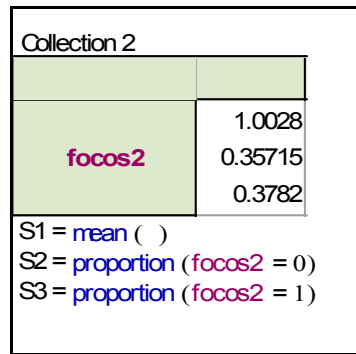 Collection 2
focos2
1.0028
0.35715
0.3782
S1 = mean ( )
S2 = proportion (focos2 = 0)
S3 = proportion (focos2 = 1)